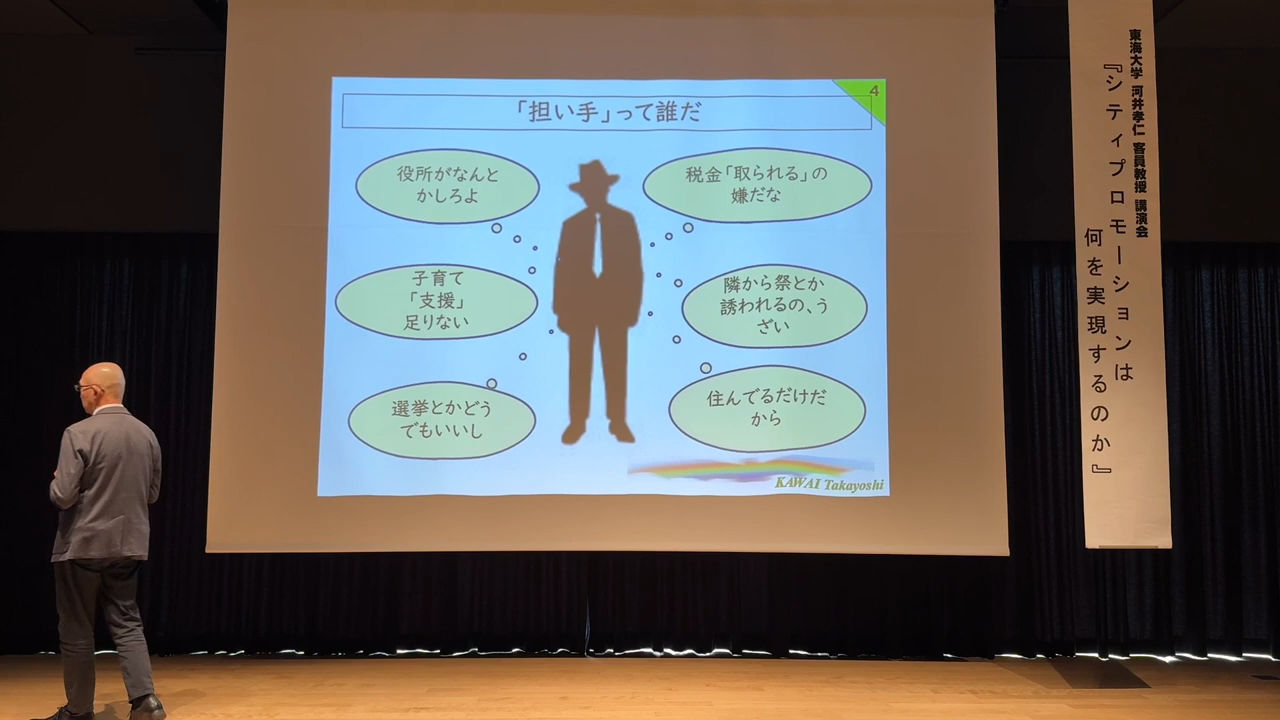 4
「担い手」って誰だ
役所がなんと
かしろよ
税金「取られる」の
嫌だな
子育て
「支援」
足りない
隣から祭とか
誘われるの、う
ざい
選挙とかどう
でもいいし
住んでるだけだ
から
KAWAI Takayoshi
東海大学 河井孝仁 客員教授 講演会
『シティプロモーションは
何を実現するのか』